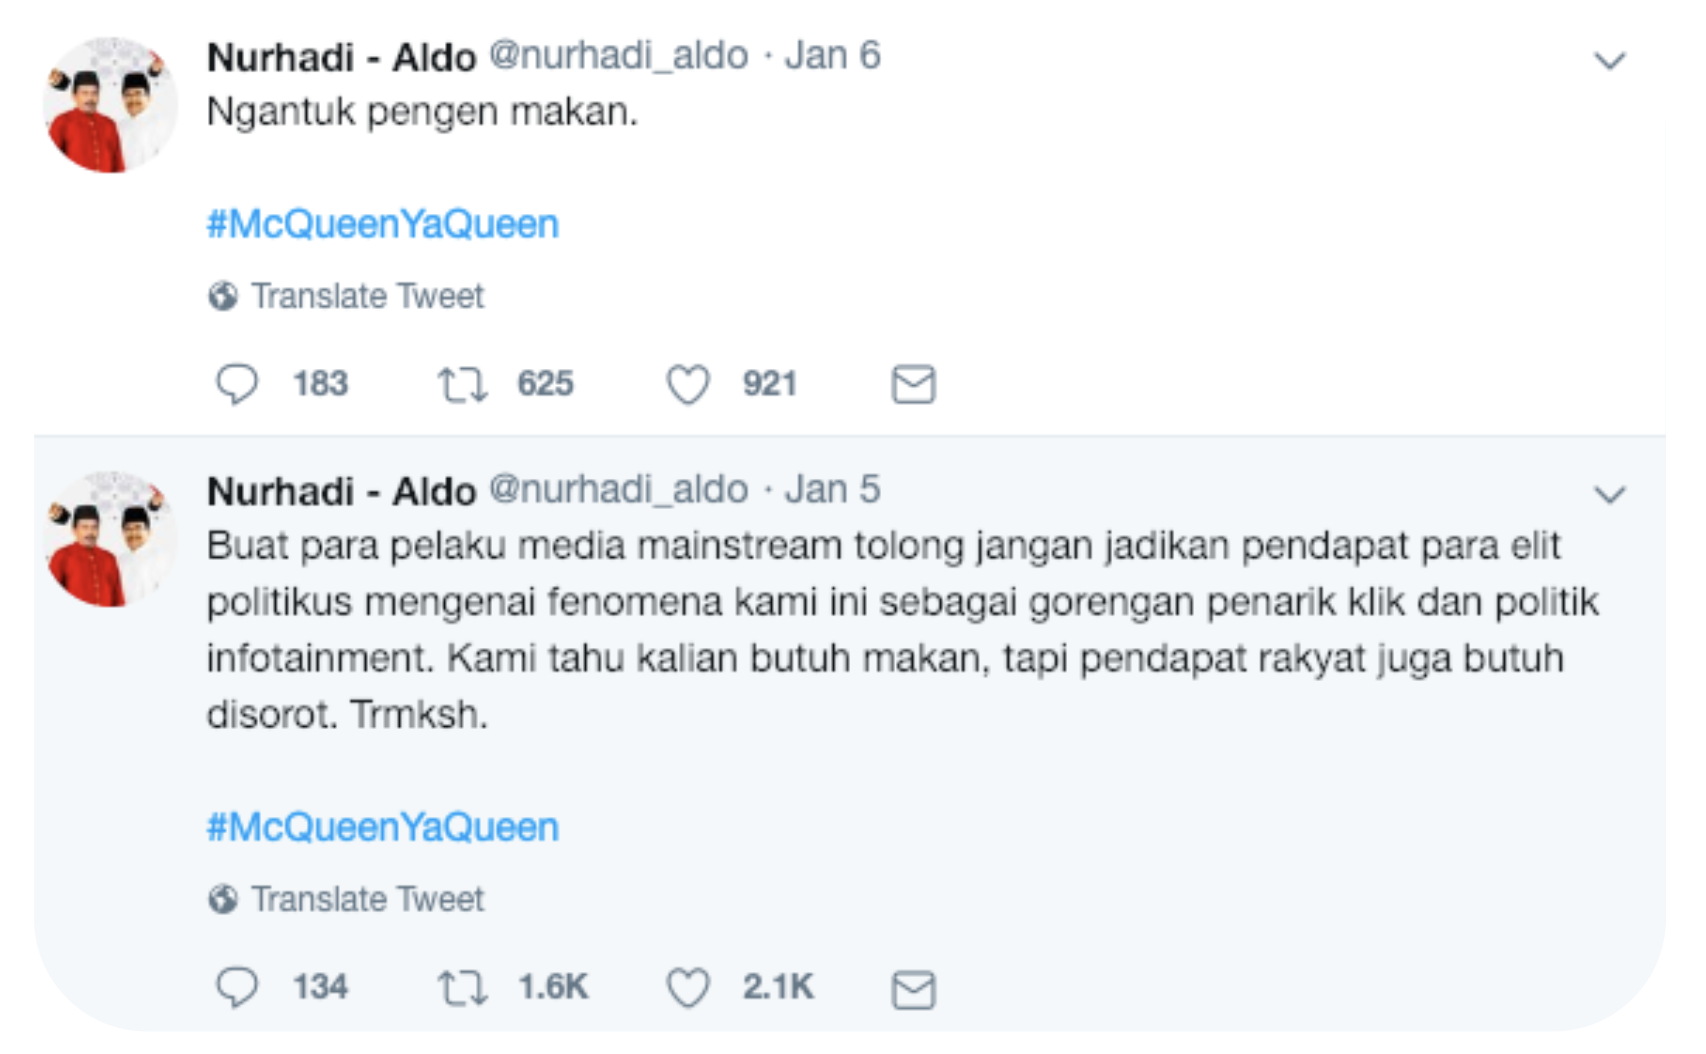 Nurhadi - Aldo @nurhadi_aldo · Jan 6
Ngantuk pengen makan.
#McQueenYaQueen
Translate Tweet
183 625 921
Nurhadi - Aldo @nurhadi_aldo · Jan 5
Buat para pelaku media mainstream tolong jangan jadikan pendapat para elit
politikus mengenai fenomena kami ini sebagai gorengan penarik klik dan politik
infotainment. Kami tahu kalian butuh makan, tapi pendapat rakyat juga butuh
disorot. Trmksh.
#McQueenYaQueen
Translate Tweet
134 1.6K 2.1K